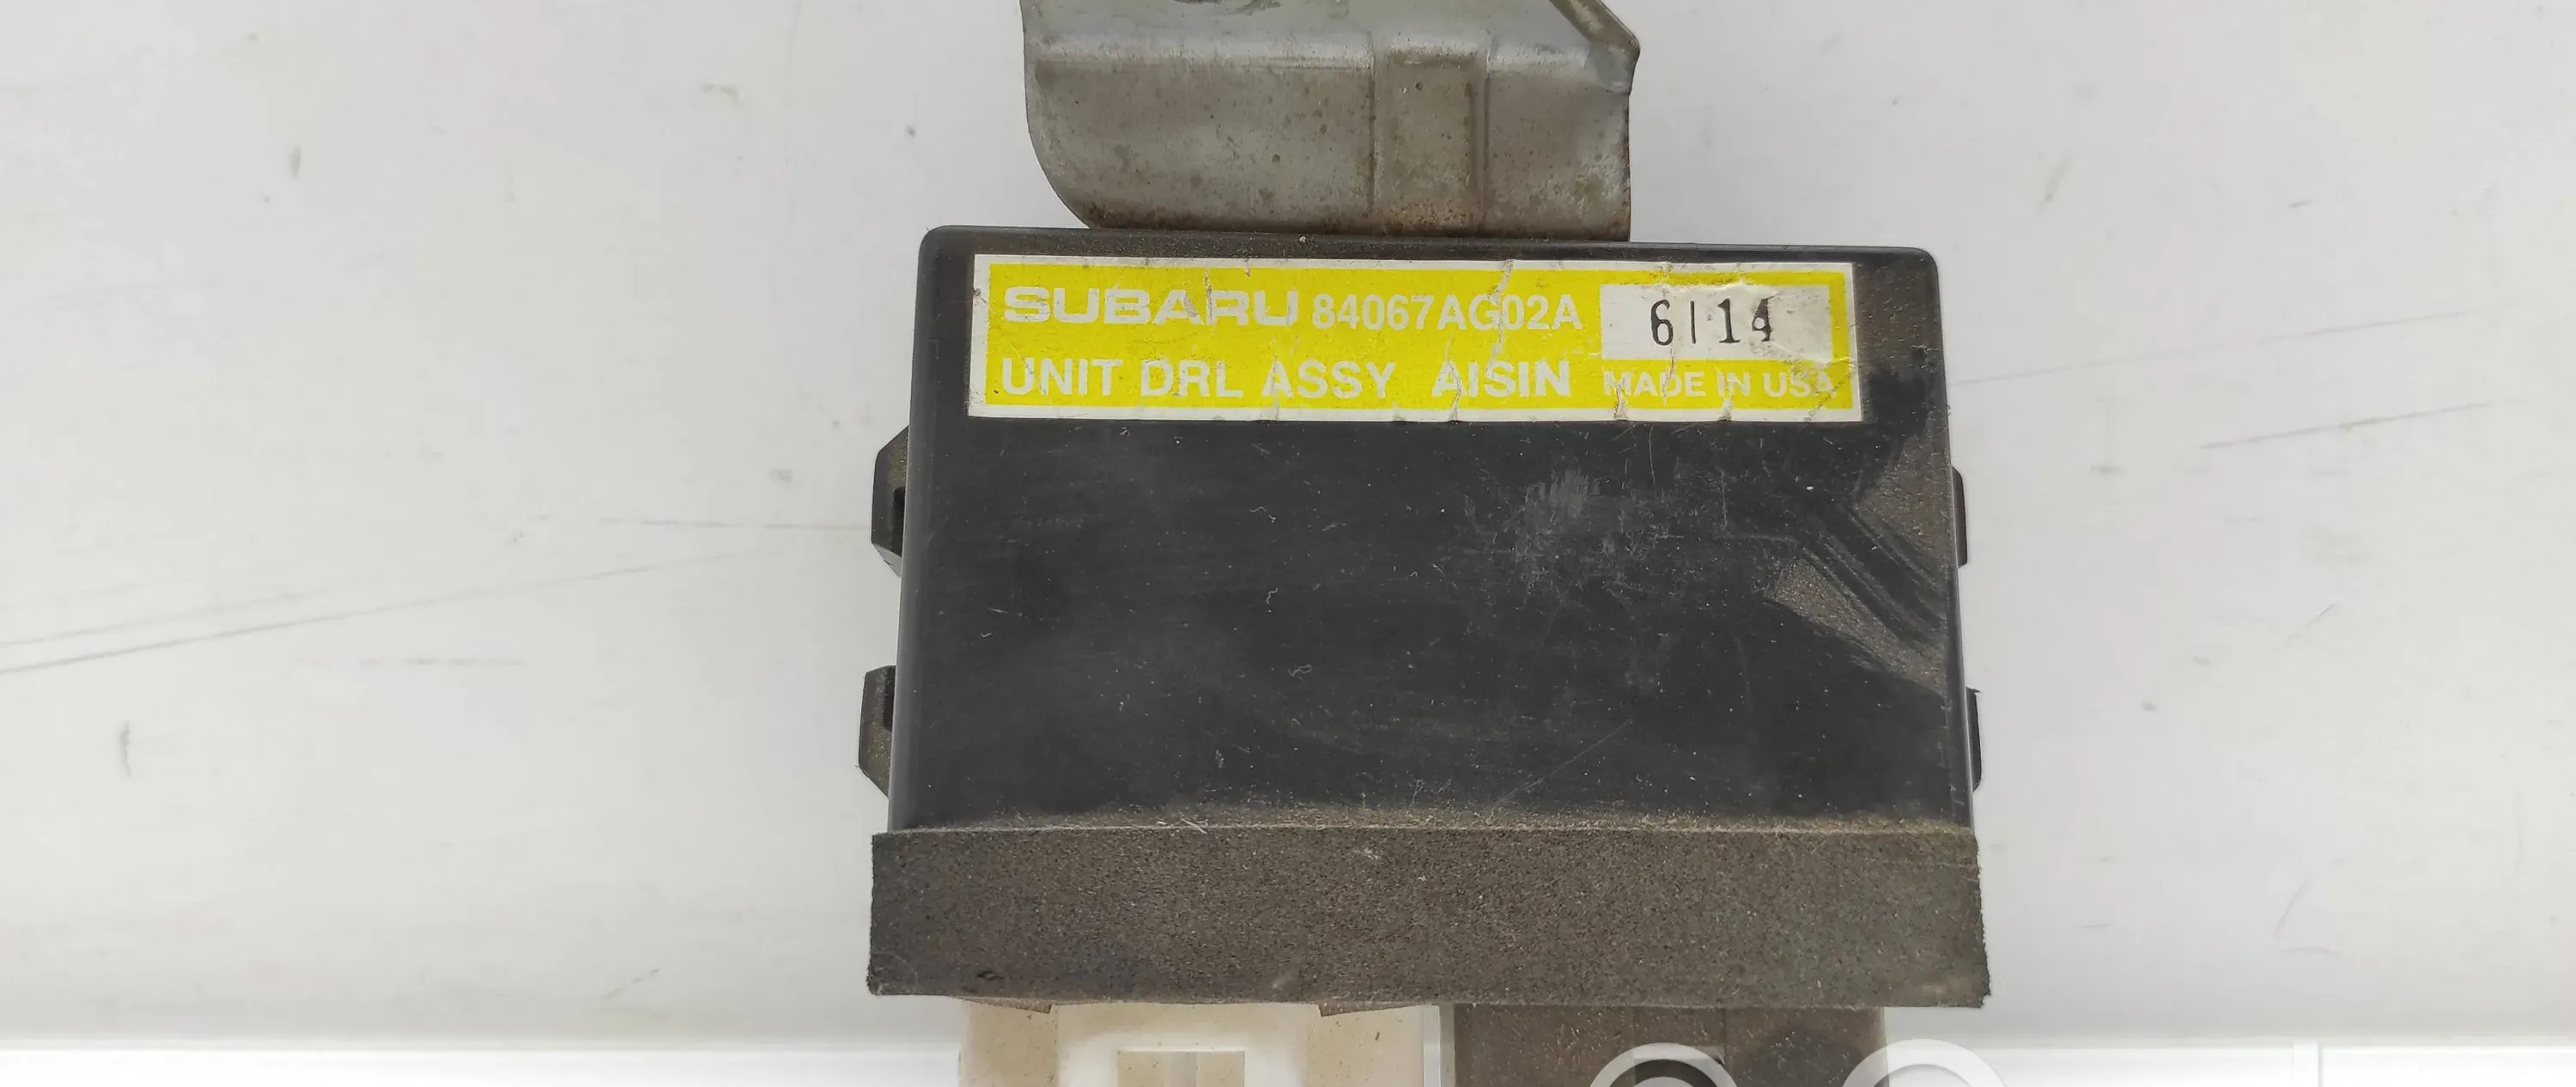 SUBARU 84067AG02A 6114
UNIT DRL ASSY AISIN MADE IN USA